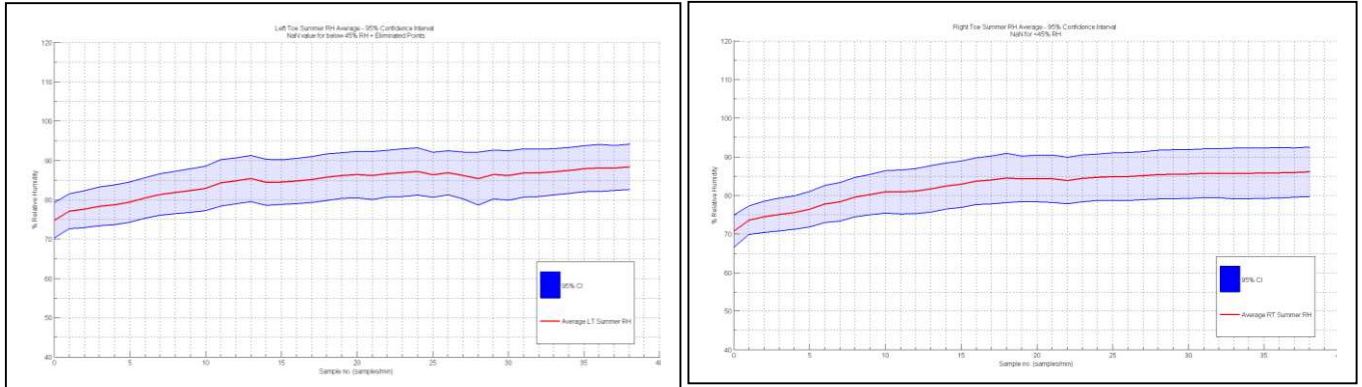 Left Toe Summer RH Average - 95% Confidence Interval
NaN value for below 45% RH + Eliminated Points
120
110
100
90
80
70
60
50
40
% Relative Humidity
0
5
10
15
20
25
30
35
40
Sample no. (samples/min)
95% CI
Average LT Summer RH
Right Toe Summer RH Average - 95% Confidence Interval
NaN for <45% RH
120
110
100
90
80
70
60
50
40
% Relative Humidity
0
5
10
15
20
25
30
35
Sample no. (samples/min)
95% CI
Average RT Summer RH